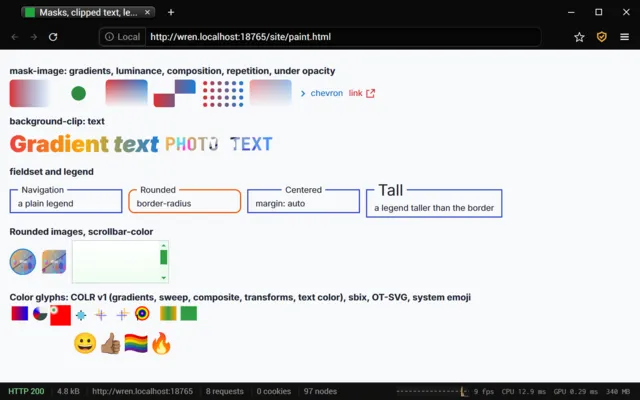 Masks, clipped text, le...
Local http://wren.localhost:18765/site/paint.html
mask-image: gradients, luminance, composition, repetition, under opacity
chevron link
background-clip: text
Gradient text PHOTO TEXT
fieldset and legend
Navigation Rounded Centered Tall
a plain legend border-radius margin: auto a legend taller than the border
Rounded images, scrollbar-color
Color glyphs: COLR v1 (gradients, sweep, composite, transforms, text color), sbix, OT-SVG, system emoji
HTTP 200 4.8 kB http://wren.localhost:18765 8 requests 0 cookies 97 nodes 9 fps CPU 12.9 ms GPU 0.29 ms 340 MB